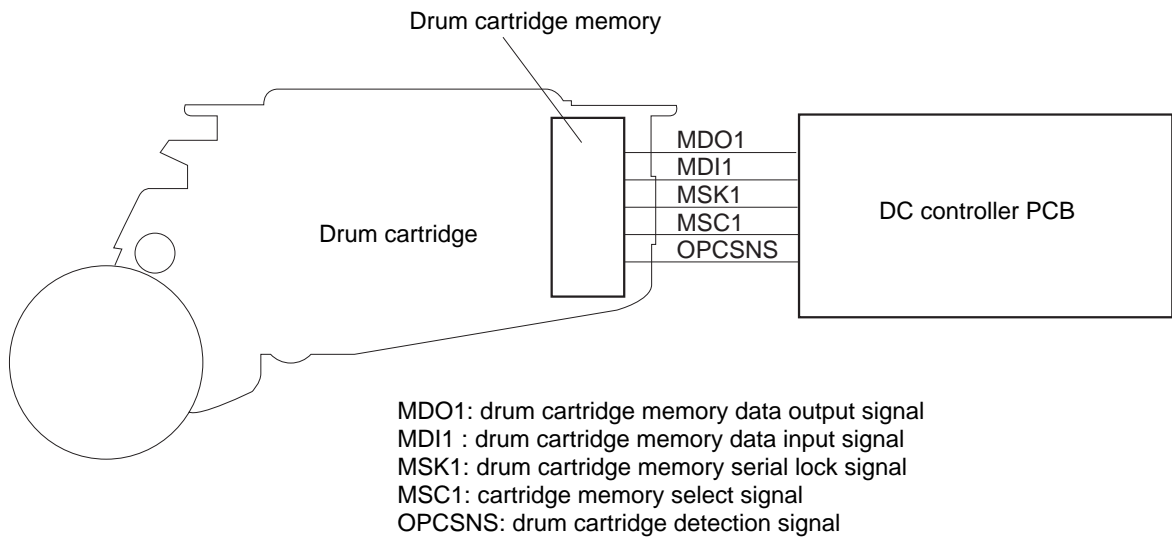 Drum cartridge memory
MDO1
MDI1
MSK1
MSC1
OPCSNS
DC controller PCB
Drum cartridge
MDO1: drum cartridge memory data output signal
MDI1 : drum cartridge memory data input signal
MSK1: drum cartridge memory serial lock signal
MSC1: cartridge memory select signal
OPCSNS: drum cartridge detection signal